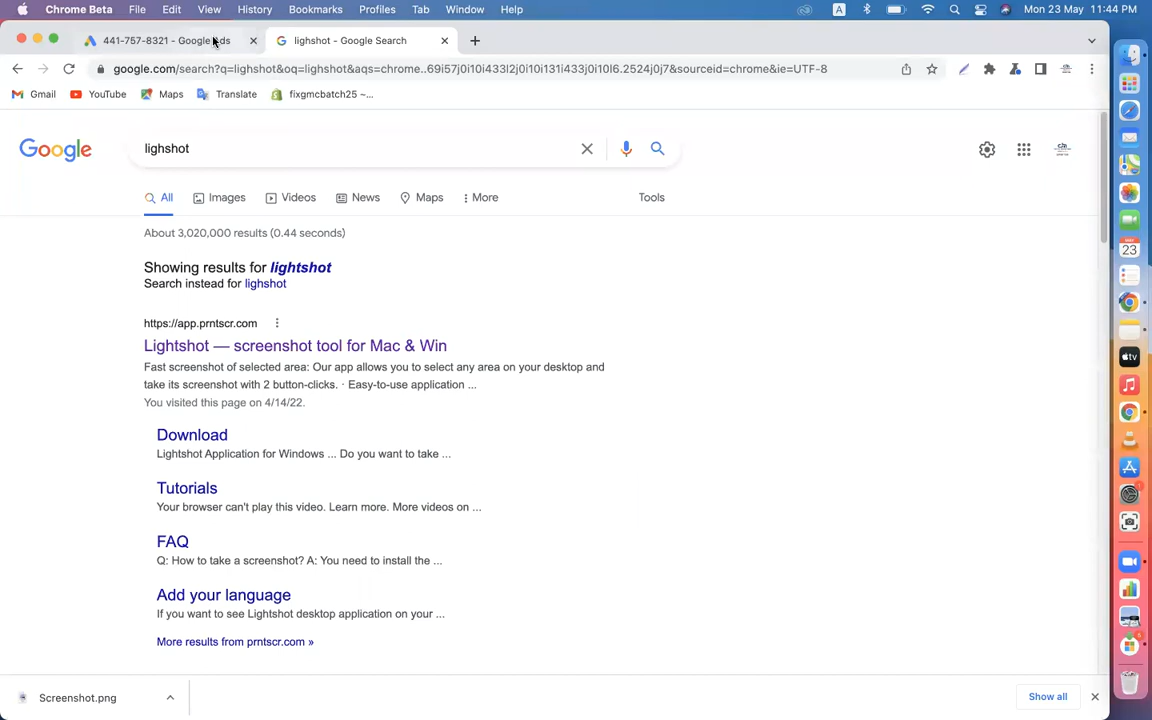 Chrome Beta File Edit View History Bookmarks Profiles Tab Window Help A Mon 23 May 11:44 PM
441-757-8321 - Google Ads lighshot - Google Search
google.com/search?q=lighshot&oq=lighshot&aqs=chrome..69i57j0i10i433l2j0i10i131i433j0i10l6.2524j0j7&sourceid=chrome&ie=UTF-8
Gmail YouTube Maps Translate fixgmcbatch25 ~...
Google lighshot
All Images Videos News Maps More Tools
About 3,020,000 results (0.44 seconds)
Showing results for lightshot
Search instead for lighshot
https://app.prntscr.com
Lightshot — screenshot tool for Mac & Win
Fast screenshot of selected area: Our app allows you to select any area on your desktop and
take its screenshot with 2 button-clicks. · Easy-to-use application ...
You visited this page on 4/14/22.
Download
Lightshot Application for Windows ... Do you want to take ...
Tutorials
Your browser can't play this video. Learn more. More videos on ...
FAQ
Q: How to take a screenshot? A: You need to install the ...
Add your language
If you want to see Lightshot desktop application on your ...
More results from prntscr.com »
Screenshot.png Show all
23
tv